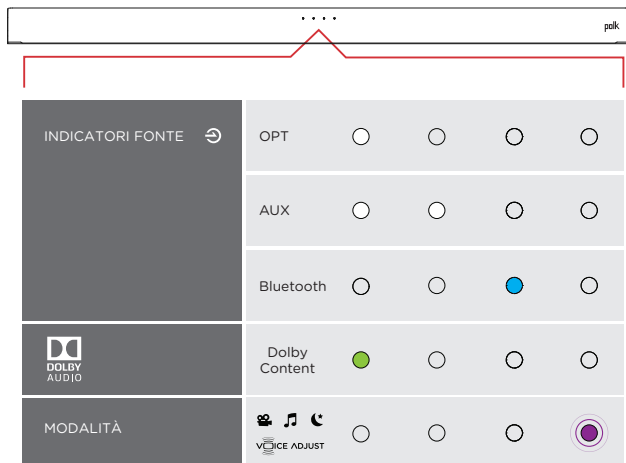 polk
INDICATORI FONTE
OPT
AUX
Bluetooth
DOLBY
AUDIO
Dolby
Content
MODALITÀ
VOICE ADJUST